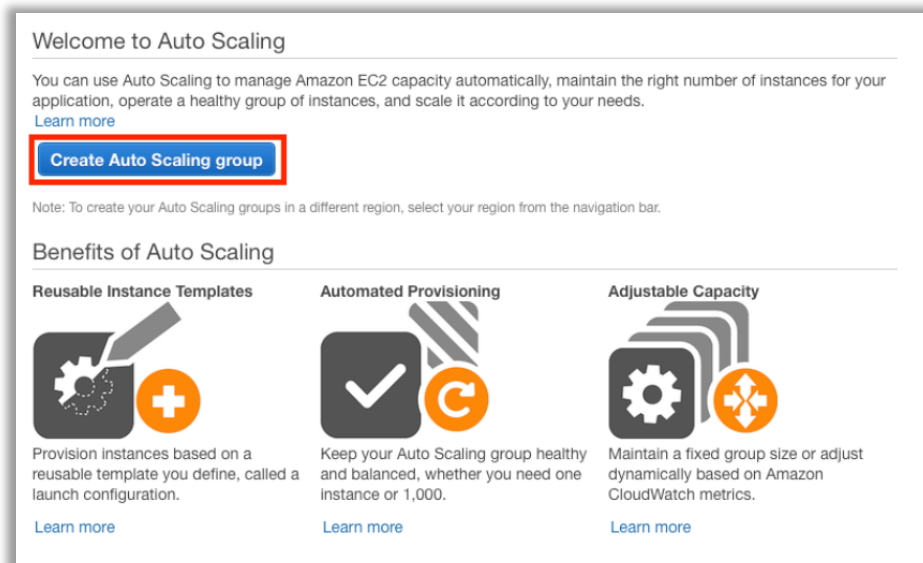 Welcome to Auto Scaling
You can use Auto Scaling to manage Amazon EC2 capacity automatically, maintain the right number of instances for your
application, operate a healthy group of instances, and scale it according to your needs.
Learn more
Create Auto Scaling group
Note: To create your Auto Scaling groups in a different region, select your region from the navigation bar.
Benefits of Auto Scaling
Reusable Instance Templates
Provision instances based on a
reusable template you define, called a
launch configuration.
Learn more
Automated Provisioning
Keep your Auto Scaling group healthy
and balanced, whether you need one
instance or 1,000.
Learn more
Adjustable Capacity
Maintain a fixed group size or adjust
dynamically based on Amazon
CloudWatch metrics.
Learn more